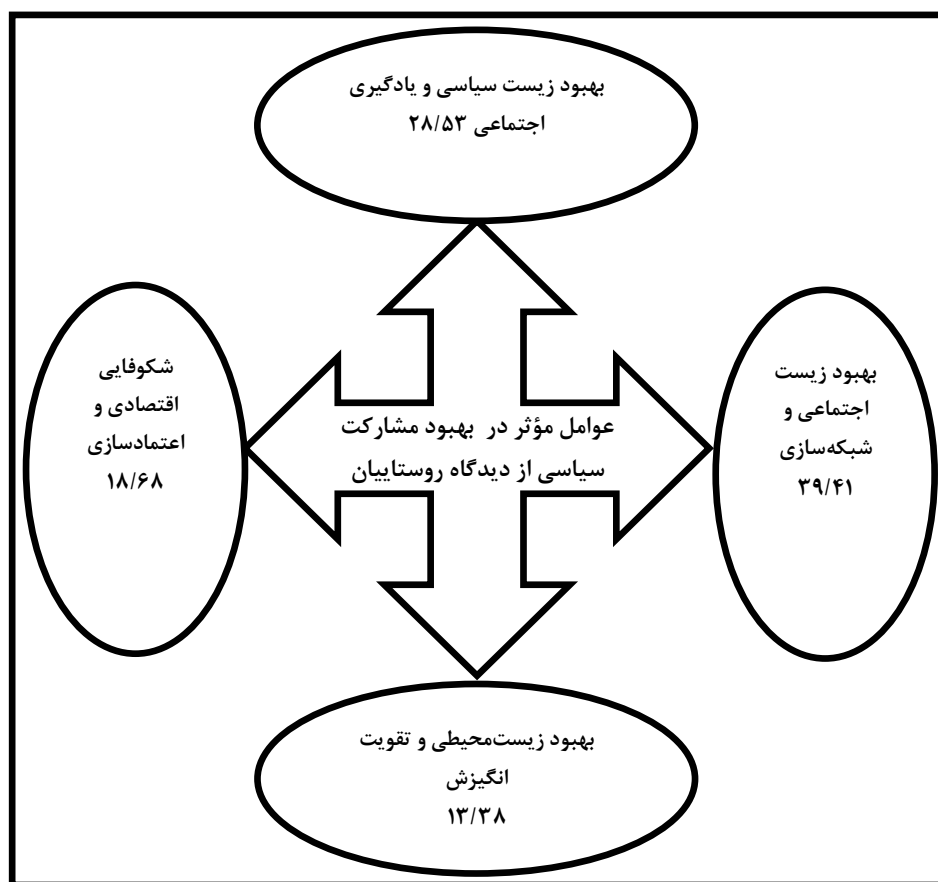 بهبود زیست سیاسی و یادگیری
اجتماعی ۲۸/۵۳
بهبود زیست
اجتماعی و
شبکه‌سازی
۳۹/۴۱
عوامل مؤثر در بهبود مشارکت
سیاسی از دیدگاه روستاییان
شکوفایی
اقتصادی و
اعتمادسازی
۱۸/۶۸
بهبود زیست‌محیطی و تقویت
انگیزش
۱۳/۳۸